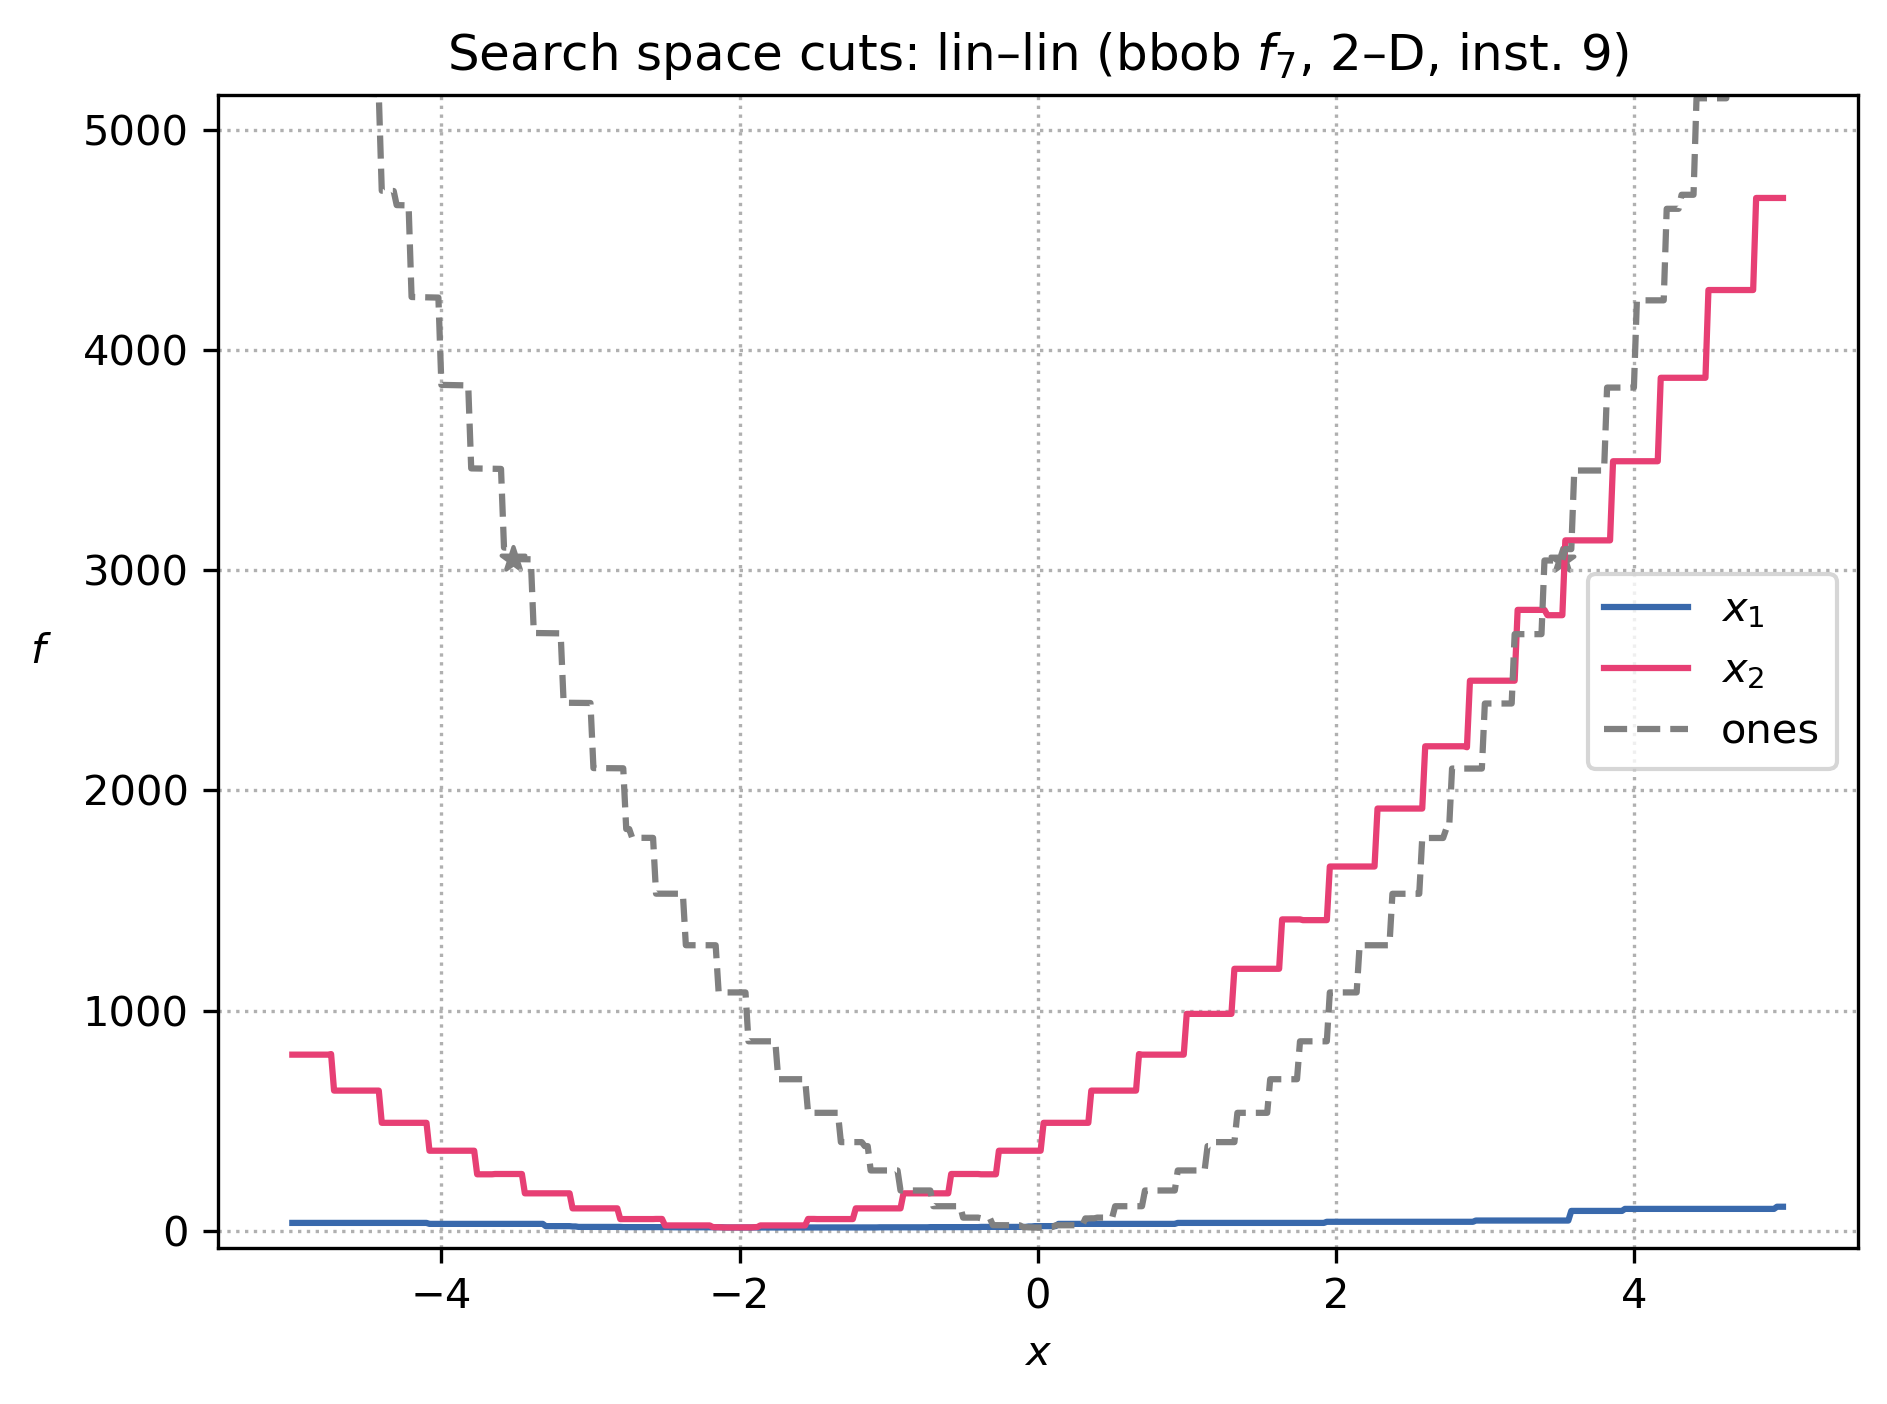 Search space cuts: lin–lin (bbob f₇, 2–D, inst. 9)
5000
4000
3000
2000
1000
0
f
x₁
x₂
ones
−4
−2
0
2
4
x